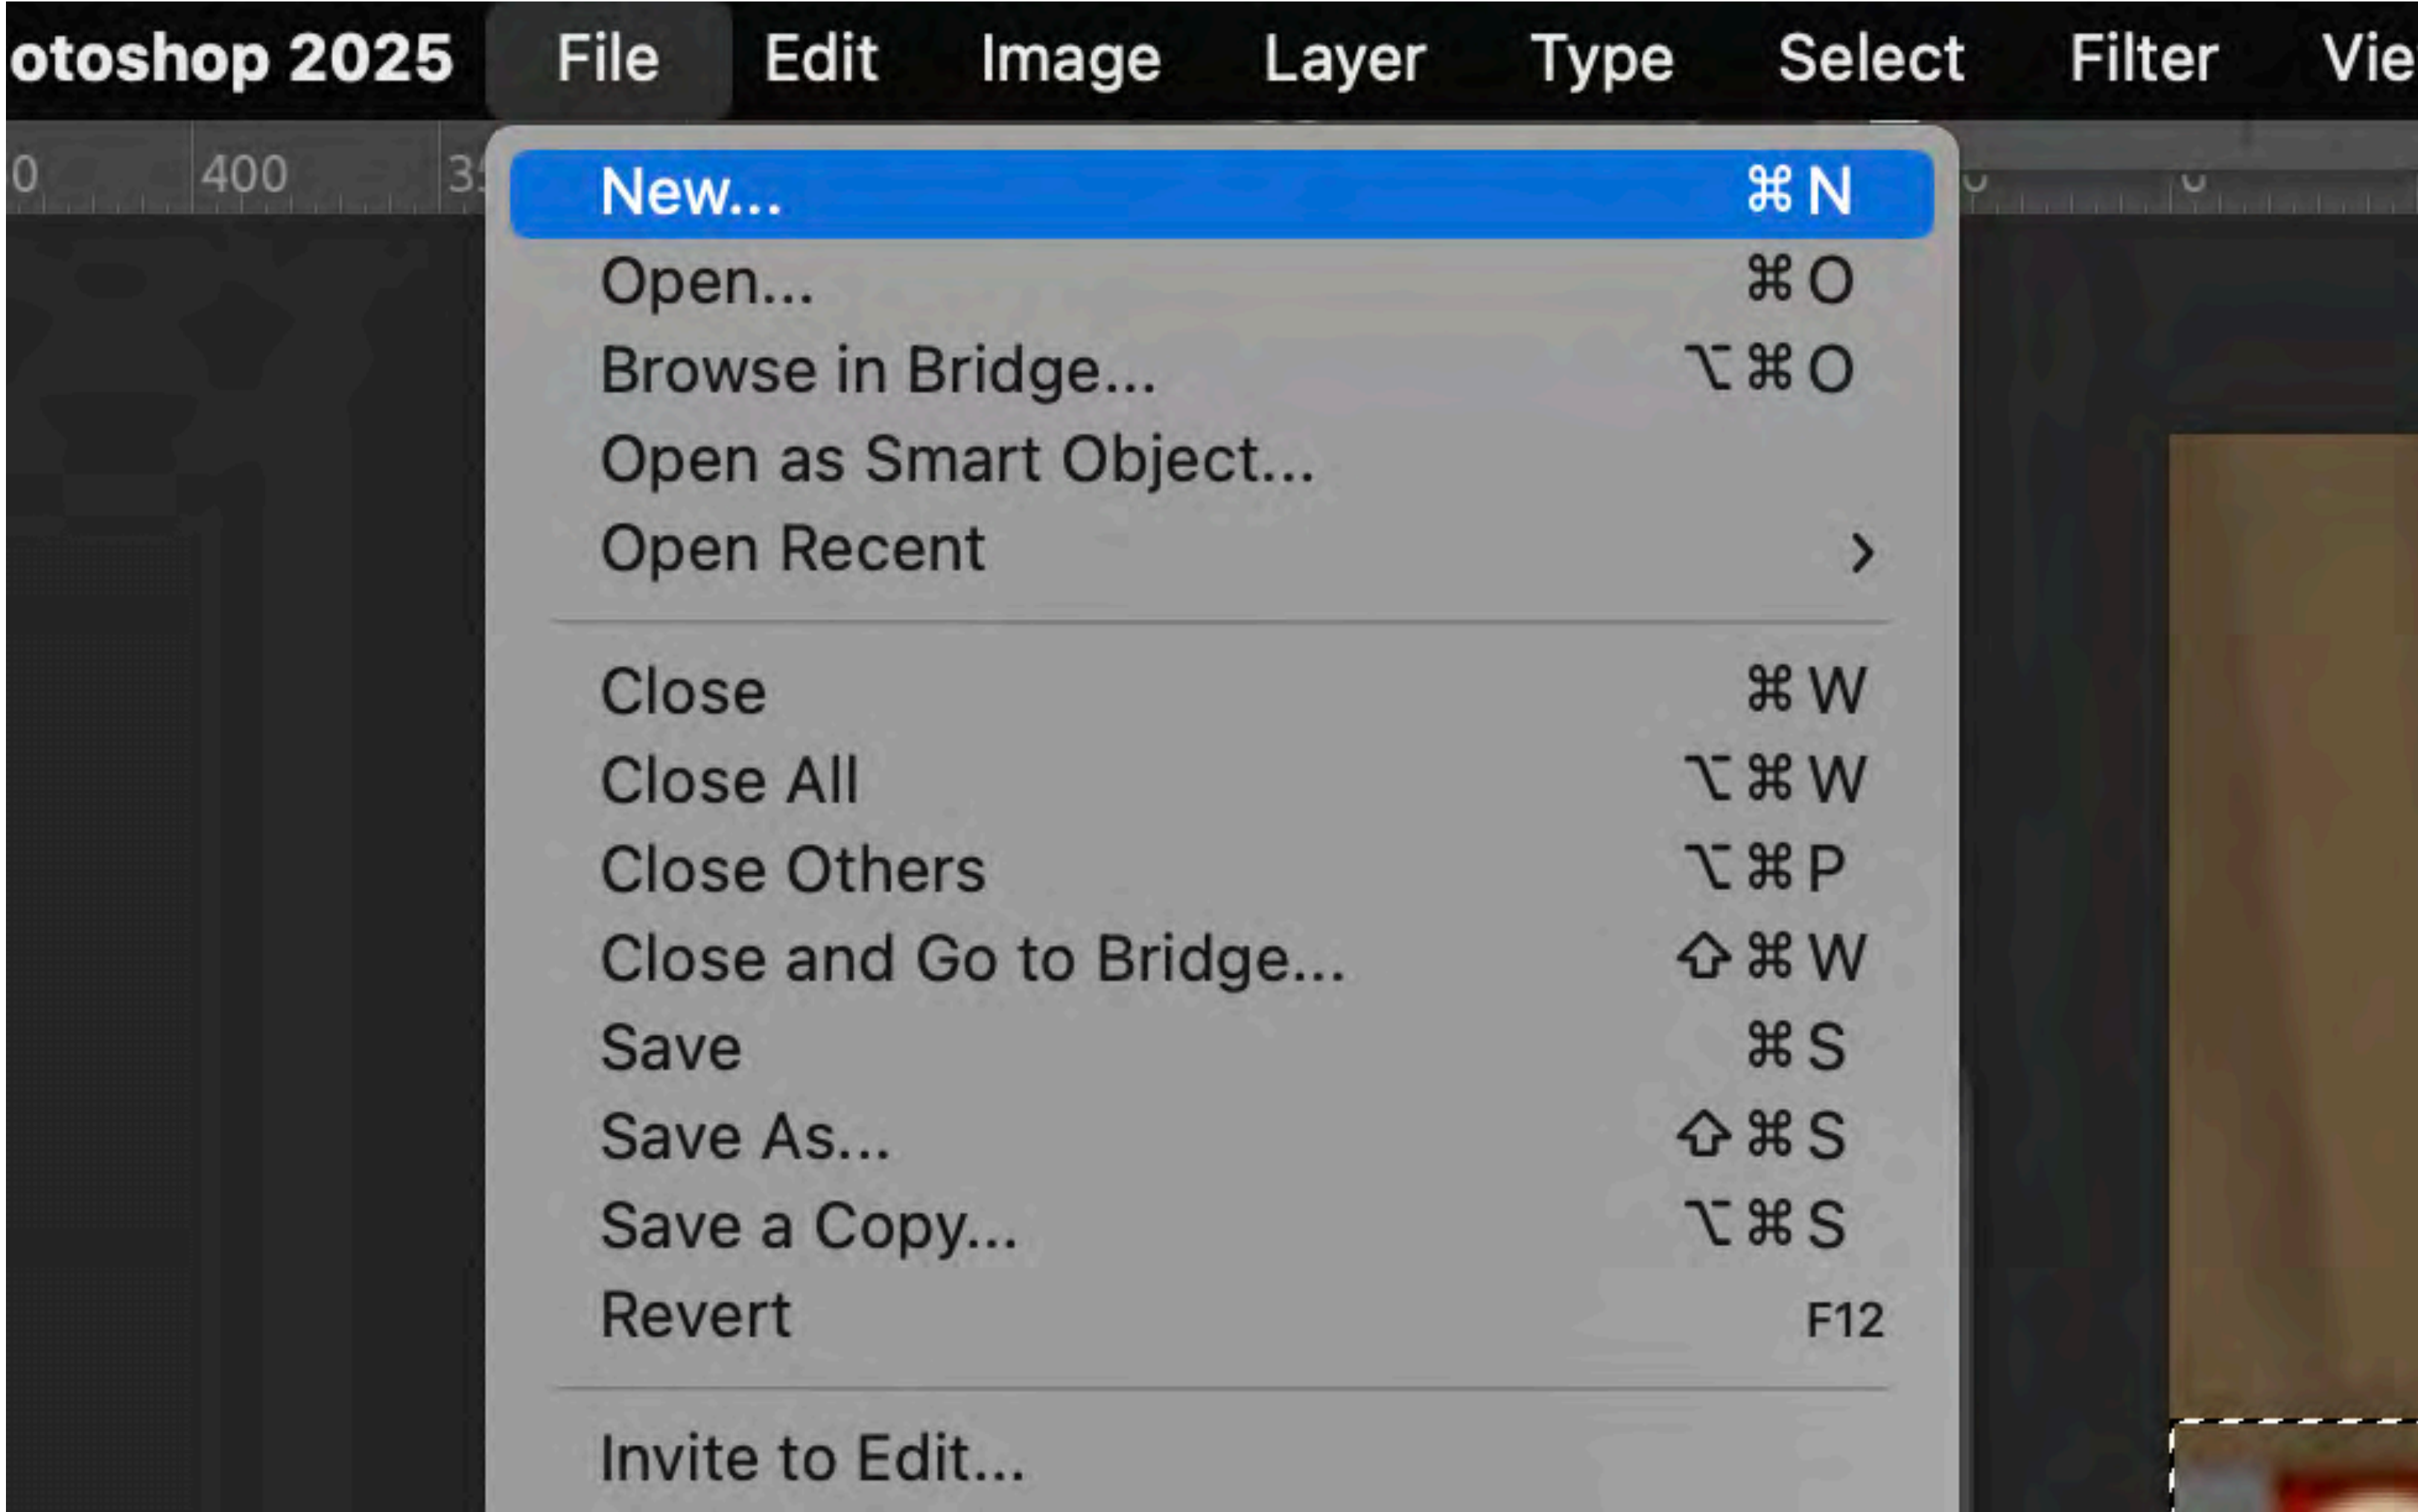 otoshop 2025 File Edit Image Layer Type Select Filter Vie
0 400 35
New... ⌘N
Open... ⌘O
Browse in Bridge... ⌥⌘O
Open as Smart Object...
Open Recent >
Close ⌘W
Close All ⌥⌘W
Close Others ⌥⌘P
Close and Go to Bridge... ⇧⌘W
Save ⌘S
Save As... ⇧⌘S
Save a Copy... ⌥⌘S
Revert F12
Invite to Edit...